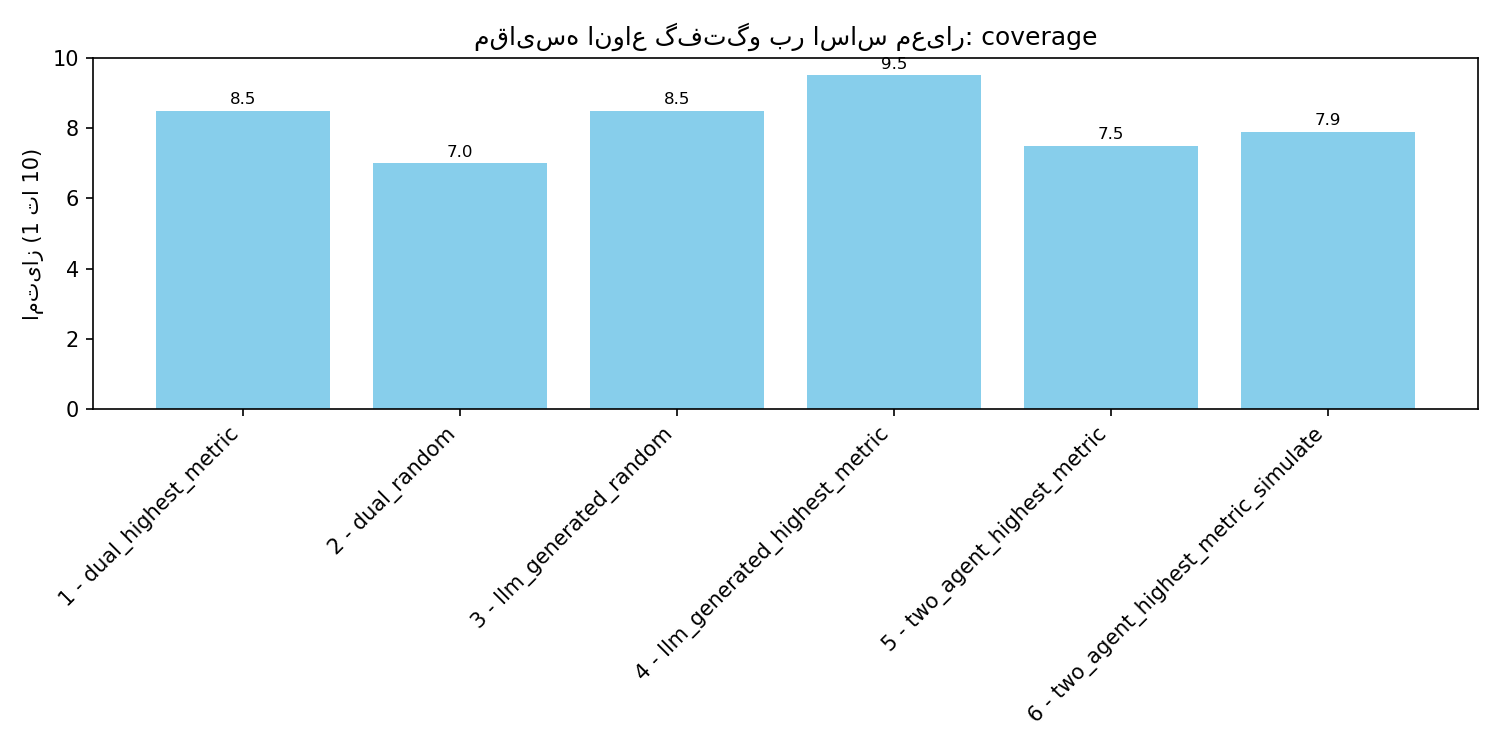 مقایسه انواع گفتگو بر اساس معیار: coverage
امتیاز (1 تا 10)
10
8
6
4
2
0
8.5
7.0
8.5
9.5
7.5
7.9
1 - dual_highest_metric
2 - dual_random
3 - llm_generated_random
4 - llm_generated_highest_metric
5 - two_agent_highest_metric
6 - two_agent_highest_metric_simulate